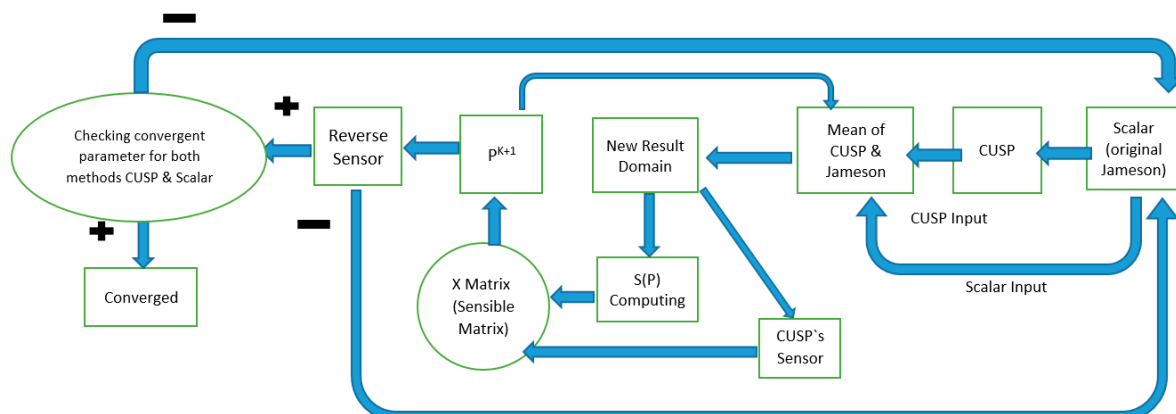 Checking convergent
parameter for both
methods CUSP & Scalar
Converged
Reverse
Sensor
P^{K+1}
X Matrix
(Sensible
Matrix)
New Result
Domain
S(P)
Computing
CUSP`s
Sensor
Mean of
CUSP &
Jameson
CUSP
Scalar
(original
Jameson)
CUSP Input
Scalar Input